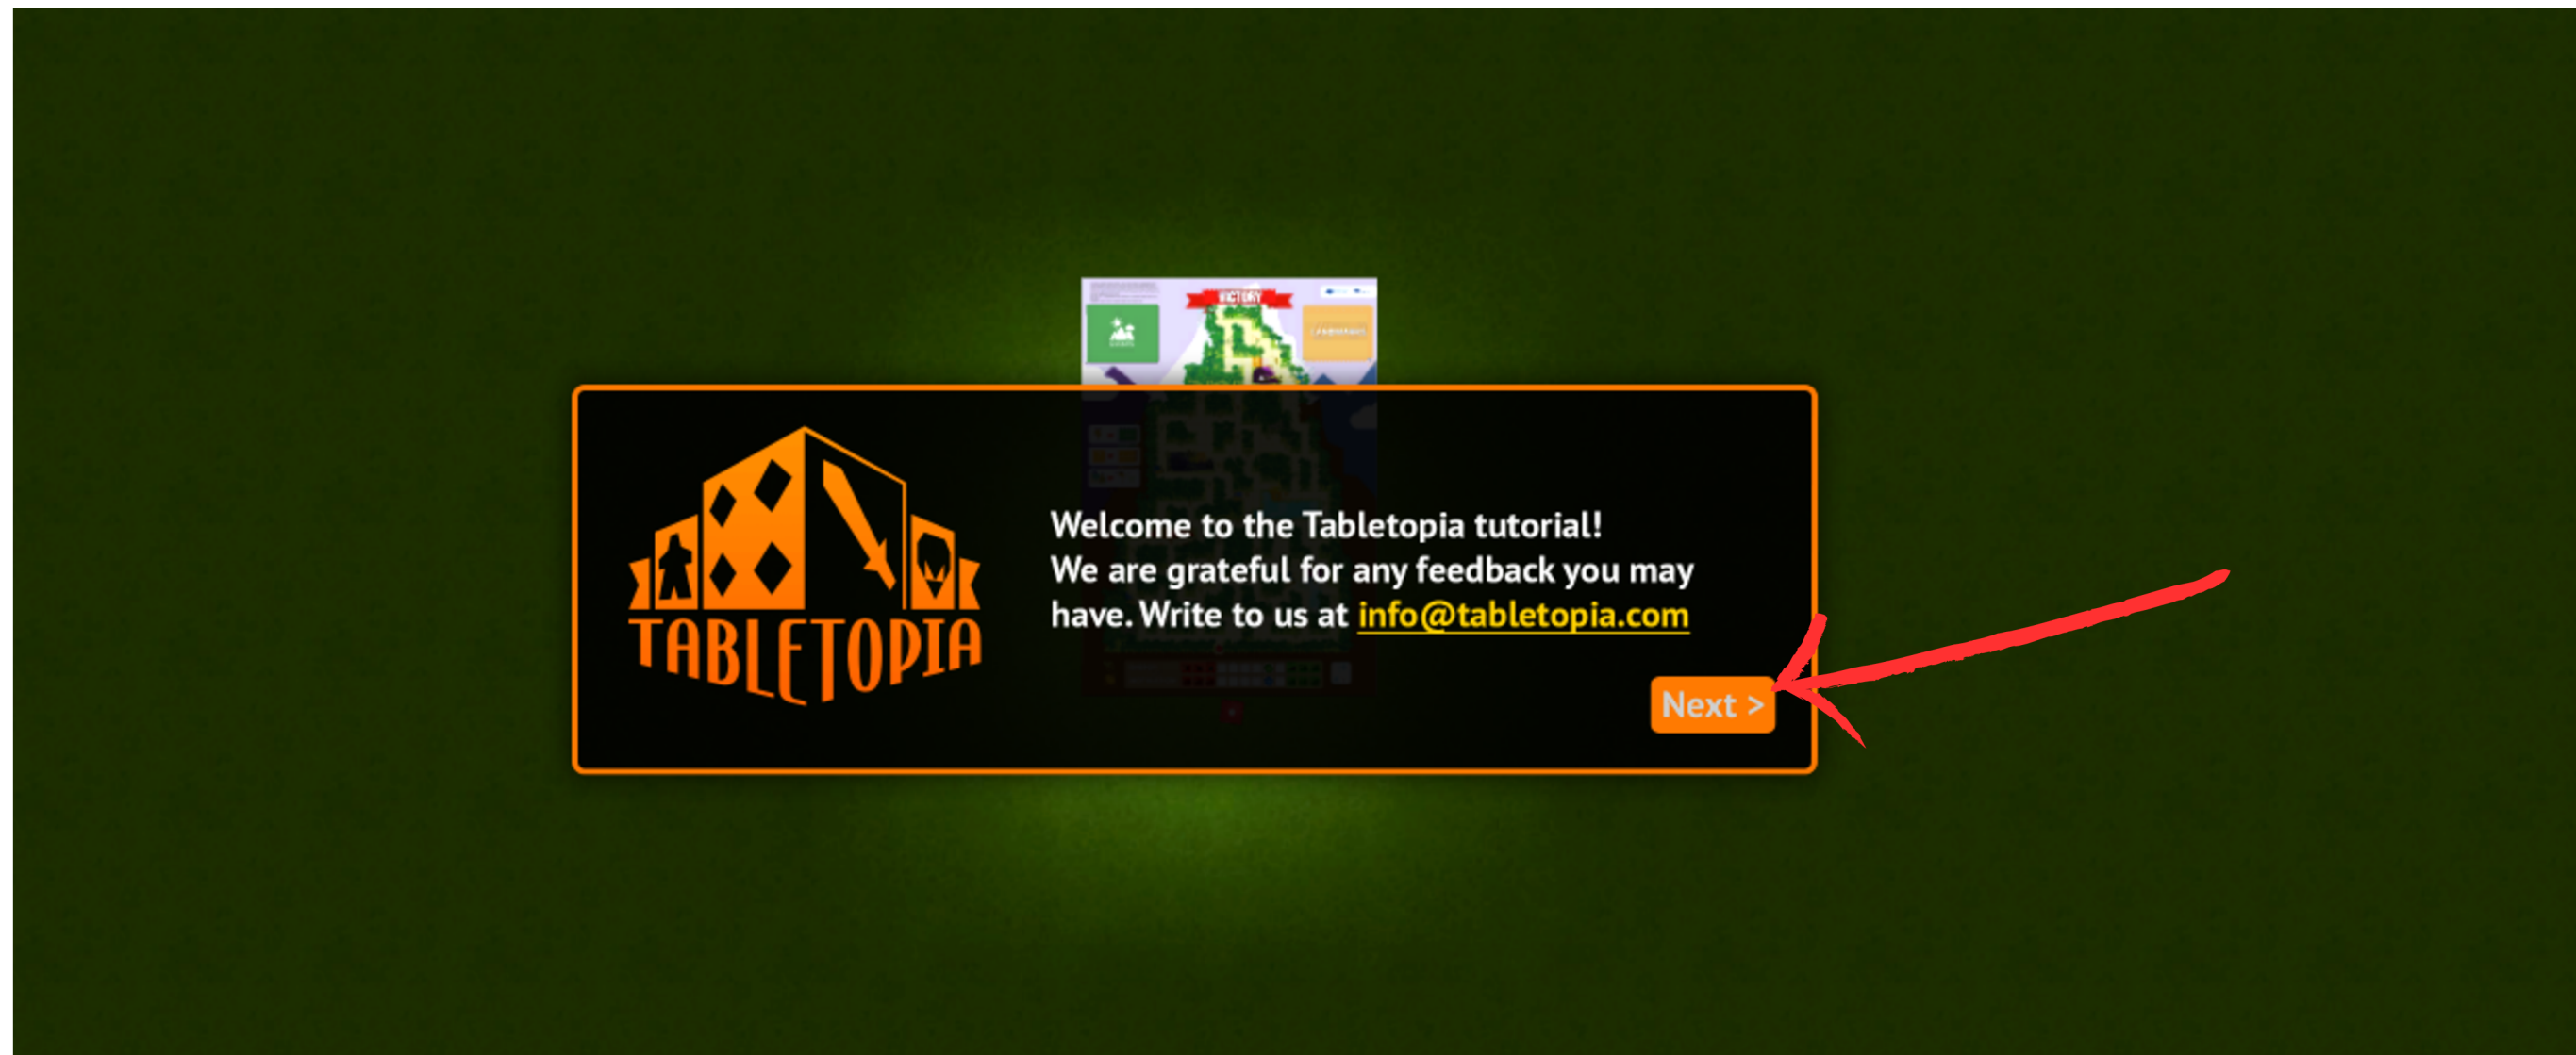 VICTORY
TABLETOPIA
Welcome to the Tabletopia tutorial!
We are grateful for any feedback you may
have. Write to us at info@tabletopia.com
Next >